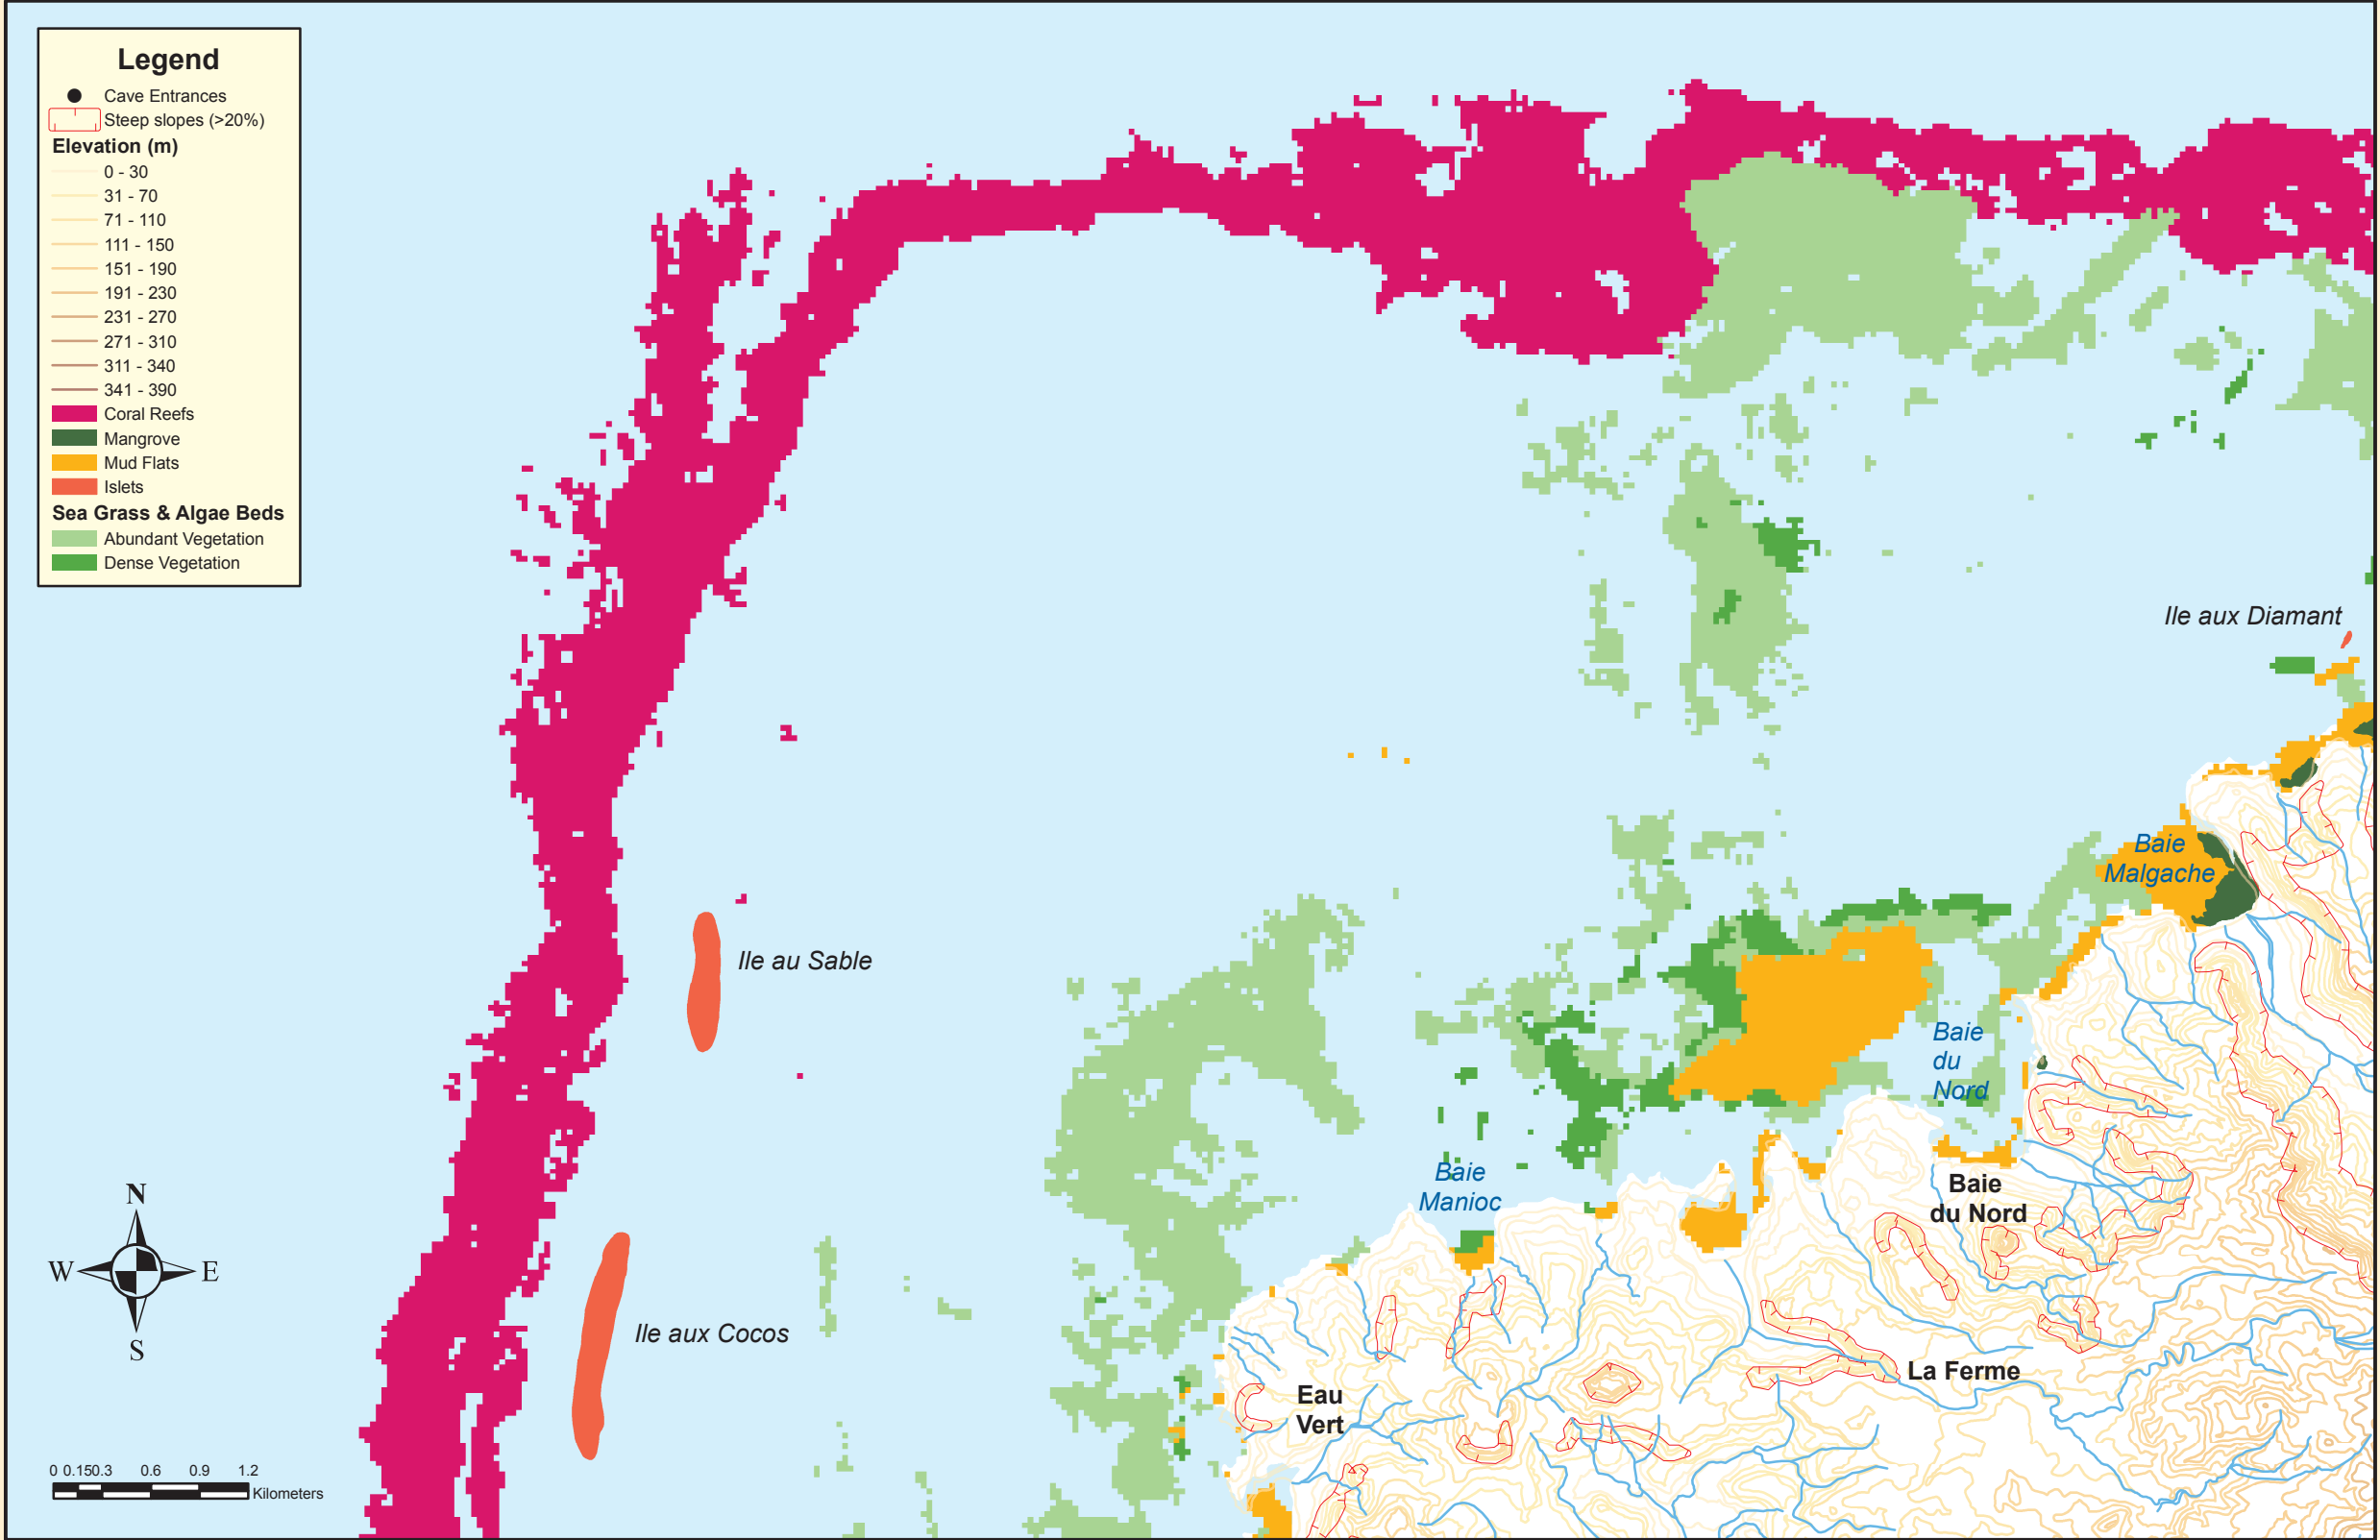 Legend
Cave Entrances
Steep slopes (>20%)
Elevation (m)
0 - 30
31 - 70
71 - 110
111 - 150
151 - 190
191 - 230
231 - 270
271 - 310
311 - 340
341 - 390
Coral Reefs
Mangrove
Mud Flats
Islets
Sea Grass & Algae Beds
Abundant Vegetation
Dense Vegetation
Ile aux Diamant
Baie
Malgache
Ile au Sable
Baie
du
Nord
Baie
Manioc
Baie
du Nord
N
W
E
S
Ile aux Cocos
La Ferme
Eau
Vert
0 0.15 0.3 0.6 0.9 1.2
Kilometers